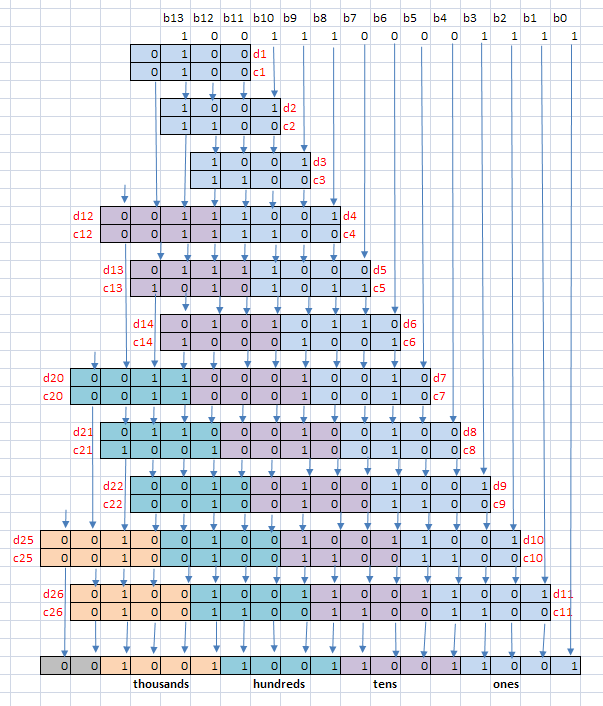 b13 b12 b11 b10 b9 b8 b7 b6 b5 b4 b3 b2 b1 b0
1 0 0 1 1 1 0 0 0 0 1 1 1 1
0 1 0 0 d1
0 1 0 0 c1
1 0 0 1 d2
1 1 0 0 c2
1 0 0 1 d3
1 1 0 0 c3
d12 0 0 1 1 1 0 0 1 d4
c12 0 0 1 1 1 1 0 0 c4
d13 0 1 1 1 1 0 0 0 d5
c13 1 0 1 0 1 0 1 1 c5
d14 0 1 0 1 0 1 1 0 d6
c14 1 0 0 0 1 0 0 1 c6
d20 0 0 1 1 0 0 0 1 0 0 1 0 d7
c20 0 0 1 1 0 0 0 1 0 0 1 0 c7
d21 0 1 1 0 0 0 1 0 0 1 0 0 d8
c21 1 0 0 1 0 0 1 0 0 1 0 0 c8
d22 0 0 1 0 0 1 0 0 1 0 0 1 d9
c22 0 0 1 0 0 1 0 0 1 1 0 0 c9
d25 0 0 1 0 0 1 0 0 1 0 0 1 1 0 0 1 d10
c25 0 0 1 0 0 1 0 0 1 1 0 0 1 1 0 0 c10
d26 0 1 0 0 1 0 0 1 1 0 0 1 1 0 0 1 d11
c26 0 1 0 0 1 1 0 0 1 1 0 0 1 1 0 0 c11
0 0 1 0 0 1 1 0 0 1 1 0 0 1 1 0 0 1
thousands hundreds tens ones